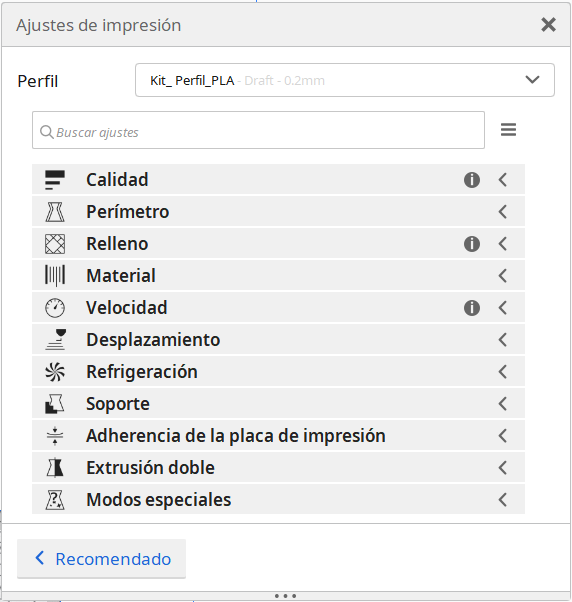 Ajustes de impresión
Perfil
Kit_ Perfil_PLA - Draft - 0.2mm
Buscar ajustes
Calidad
Perímetro
Relleno
Material
Velocidad
Desplazamiento
Refrigeración
Soporte
Adherencia de la placa de impresión
Extrusión doble
Modos especiales
Recomendado